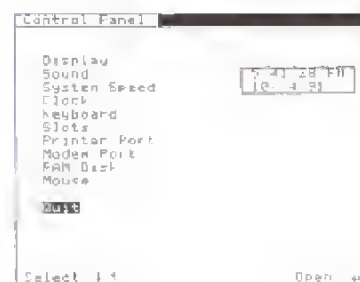 Control Panel
Display
Sound
System Speed
Clock
Keyboard
Slots
Printer Port
Modem Port
RAM Disk
Mouse
Quit
Select ↓ ↑
Open ↵